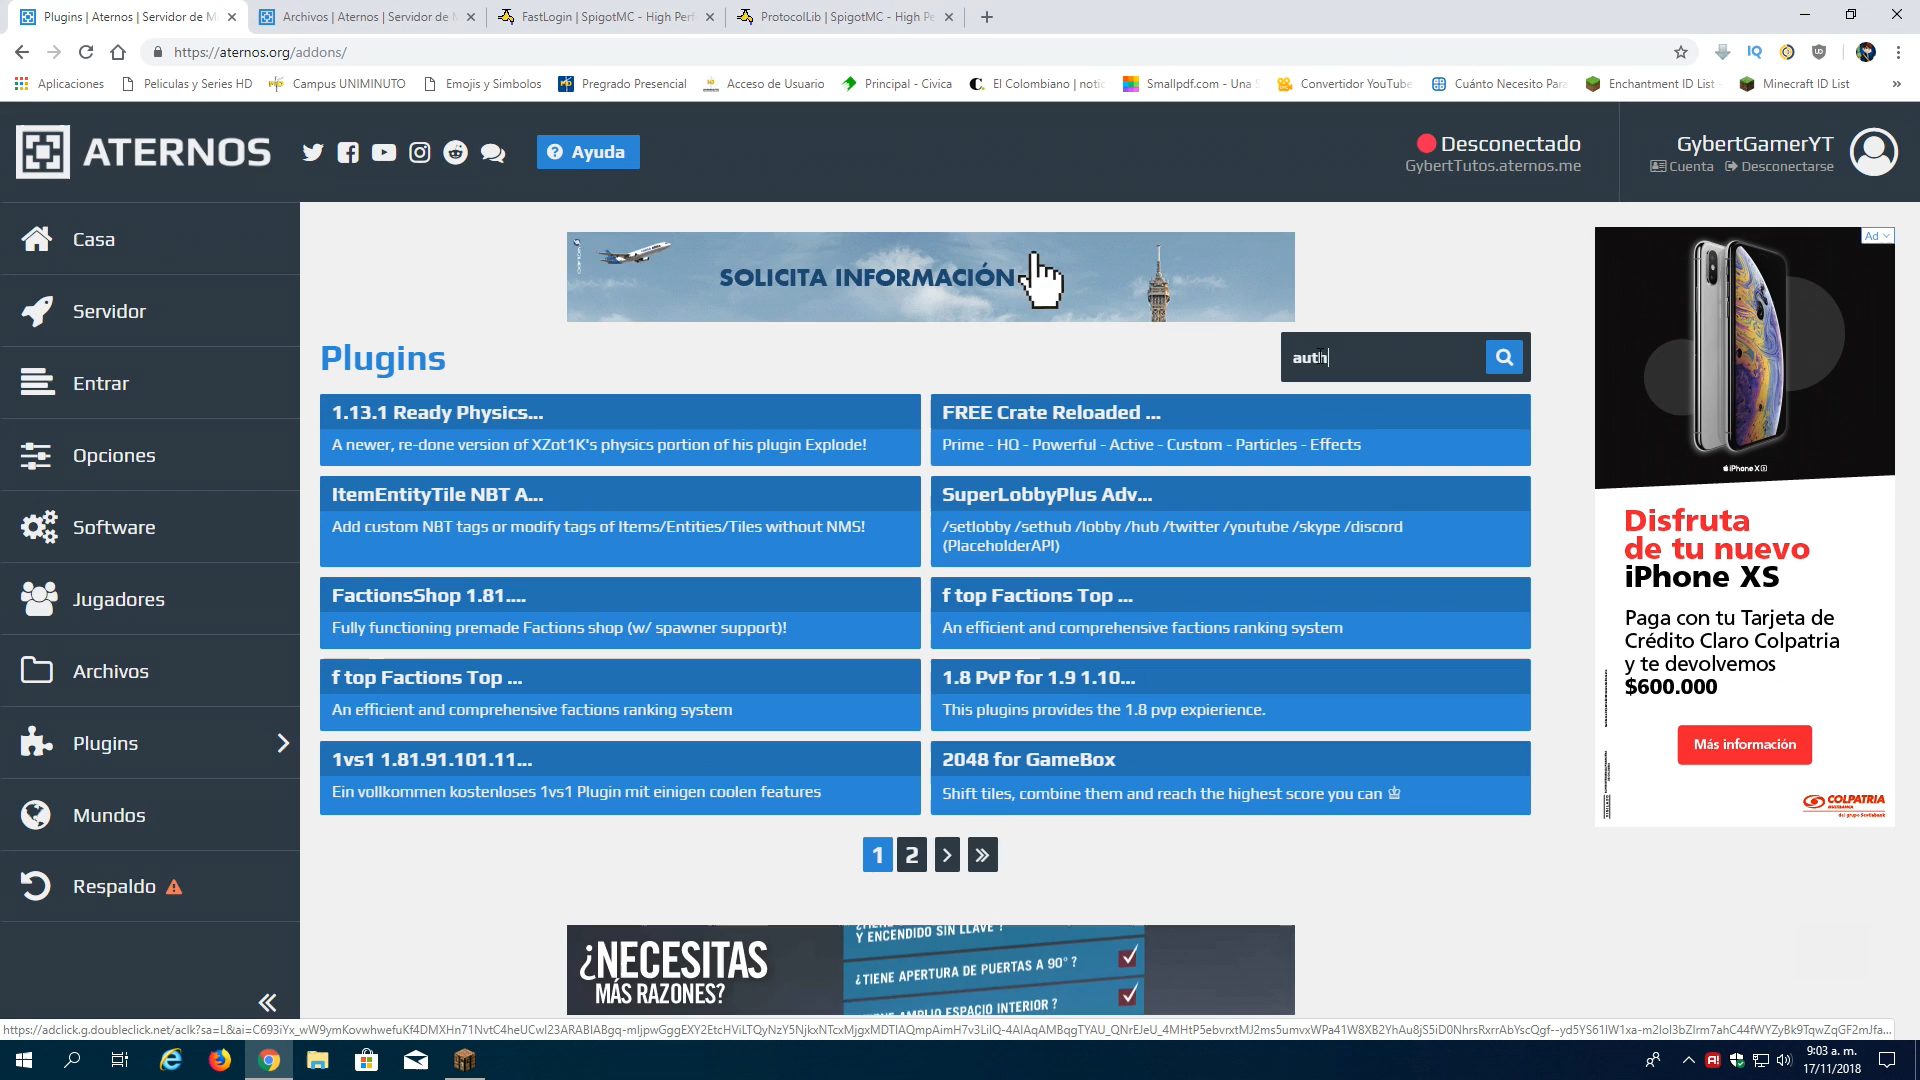 Plugins | Aternos | Servidor de M
Archivos | Aternos | Servidor de M
FastLogin | SpigotMC - High Perf
ProtocolLib | SpigotMC - High Pe
https://aternos.org/addons/
Aplicaciones
Peliculas y Series HD
Campus UNIMINUTO
Emojis y Simbolos
Pregrado Presencial
Acceso de Usuario
Principal - Civica
El Colombiano | notic
Smallpdf.com - Una S
Convertidor YouTube
Cuánto Necesito Para
Enchantment ID List
Minecraft ID List
»
ATERNOS
Ayuda
Desconectado
GybertTutos.aternos.me
GybertGamerYT
Cuenta Desconectarse
Casa
Servidor
Entrar
Opciones
Software
Jugadores
Archivos
Plugins
Mundos
Respaldo
SOLICITA INFORMACIÓN
Plugins
auth
1.13.1 Ready Physics...
A newer, re-done version of XZot1K's physics portion of his plugin Explode!
FREE Crate Reloaded ...
Prime - HQ - Powerful - Active - Custom - Particles - Effects
ItemEntityTile NBT A...
Add custom NBT tags or modify tags of Items/Entities/Tiles without NMS!
SuperLobbyPlus Adv...
/setlobby /sethub /lobby /hub /twitter /youtube /skype /discord
(PlaceholderAPI)
FactionsShop 1.81....
Fully functioning premade Factions shop (w/ spawner support)!
f top Factions Top ...
An efficient and comprehensive factions ranking system
f top Factions Top ...
An efficient and comprehensive factions ranking system
1.8 PvP for 1.9 1.10...
This plugins provides the 1.8 pvp expierience.
1vs1 1.81.91.101.11...
Ein vollkommen kostenloses 1vs1 Plugin mit einigen coolen features
2048 for GameBox
Shift tiles, combine them and reach the highest score you can ♔
1 2 › »
¿NECESITAS
MÁS RAZONES?
Y ENCENDIDO SIN LLAVE ?
¿TIENE APERTURA DE PUERTAS A 90° ?
¿TIENE AMPLIO ESPACIO INTERIOR ?
Ad
iPhone XS
Disfruta
de tu nuevo
iPhone XS
Paga con tu Tarjeta de
Crédito Claro Colpatria
y te devolvemos
$600.000
Más información
COLPATRIA
MULTIBANCA
del grupo Scotiabank
9:03 a. m.
17/11/2018